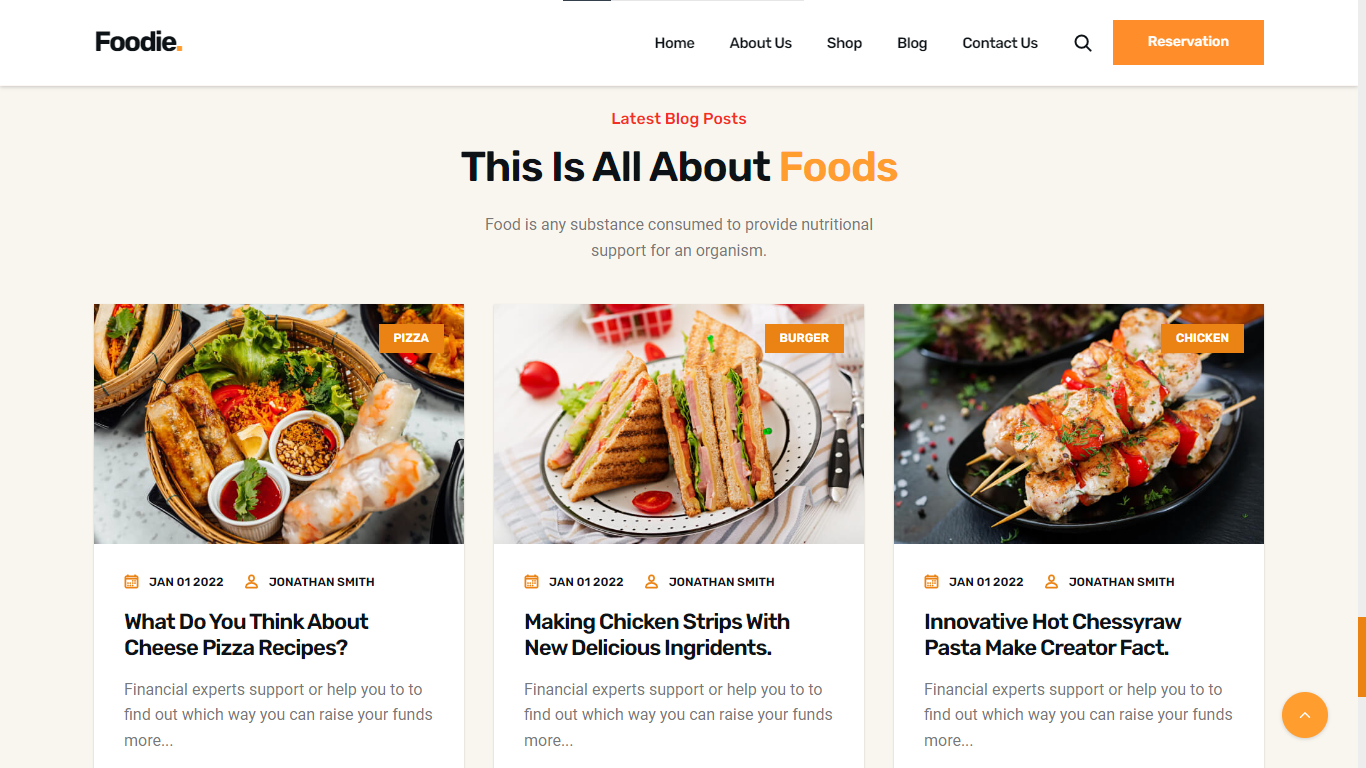 Foodie.
Home
About Us
Shop
Blog
Contact Us
Reservation
Latest Blog Posts
This Is All About Foods
Food is any substance consumed to provide nutritional
support for an organism.
PIZZA
JAN 01 2022
JONATHAN SMITH
What Do You Think About
Cheese Pizza Recipes?
Financial experts support or help you to to
find out which way you can raise your funds
more...
BURGER
JAN 01 2022
JONATHAN SMITH
Making Chicken Strips With
New Delicious Ingridents.
Financial experts support or help you to to
find out which way you can raise your funds
more...
CHICKEN
JAN 01 2022
JONATHAN SMITH
Innovative Hot Chessyraw
Pasta Make Creator Fact.
Financial experts support or help you to to
find out which way you can raise your funds
more...